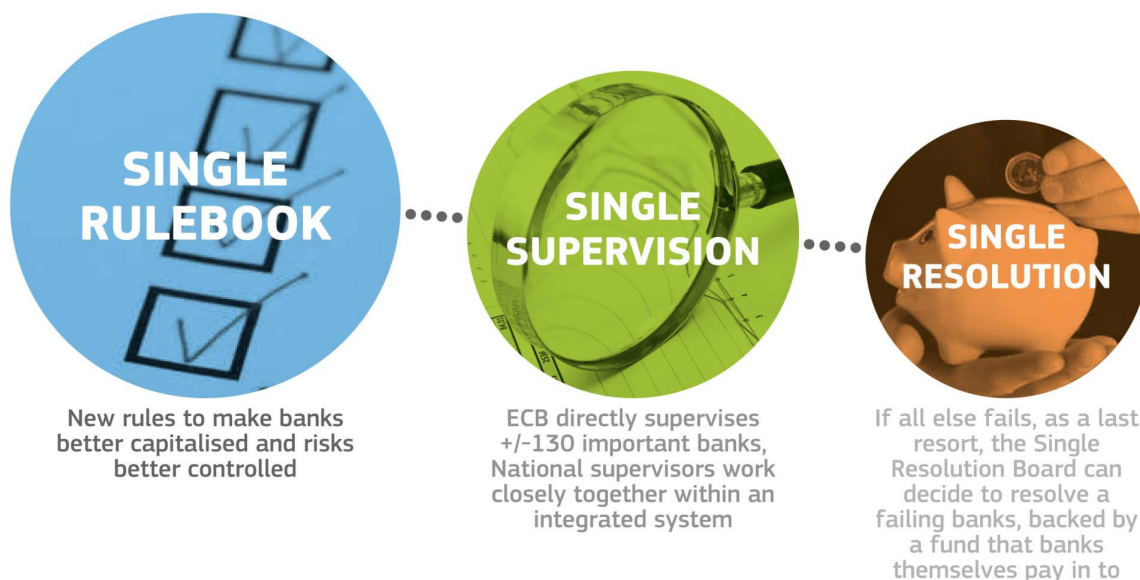 SINGLE
RULEBOOK
New rules to make banks
better capitalised and risks
better controlled
SINGLE
SUPERVISION
ECB directly supervises
+/-130 important banks,
National supervisors work
closely together within an
integrated system
SINGLE
RESOLUTION
If all else fails, as a last
resort, the Single
Resolution Board can
decide to resolve a
failing banks, backed by
a fund that banks
themselves pay in to